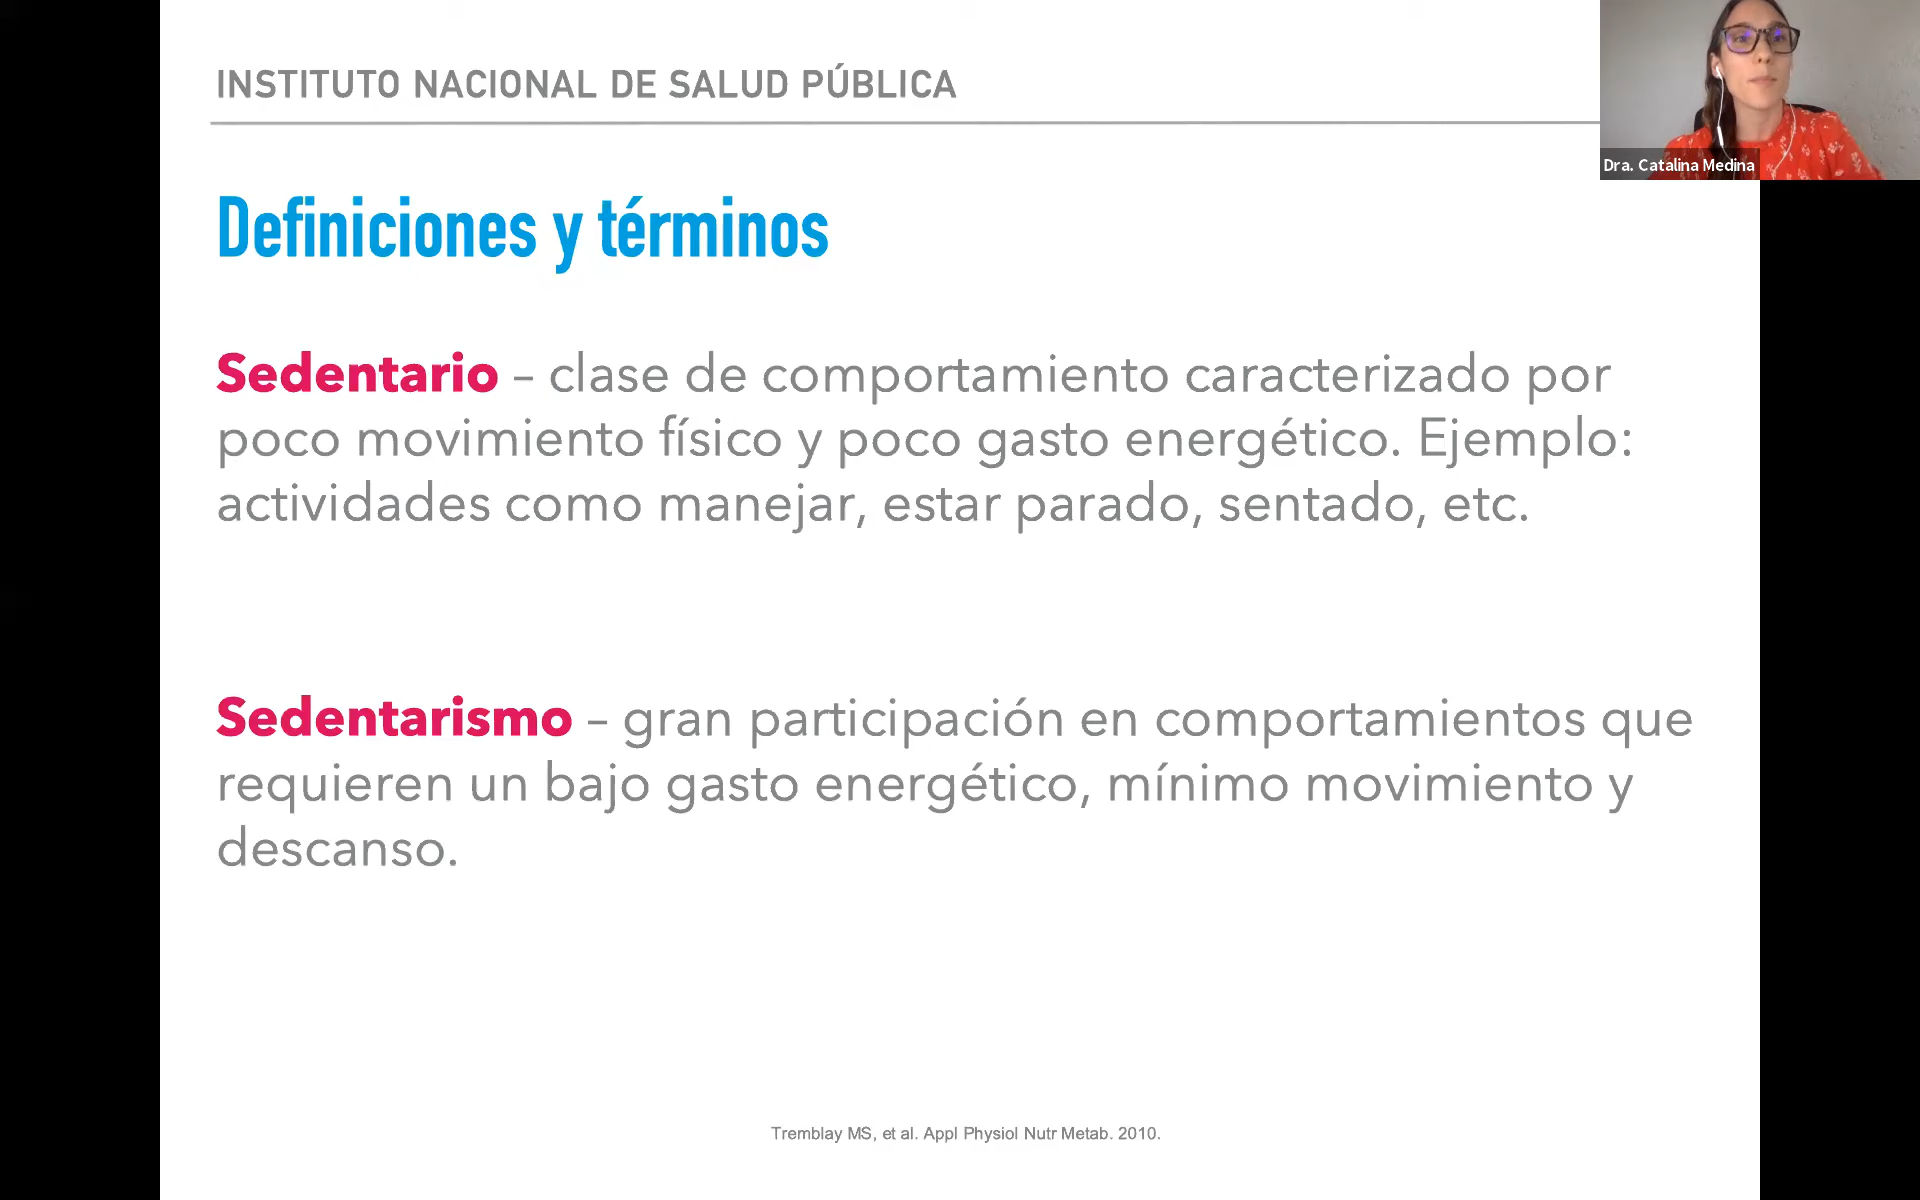 INSTITUTO NACIONAL DE SALUD PÚBLICA
Dra. Catalina Medina
Definiciones y términos
Sedentario – clase de comportamiento caracterizado por
poco movimiento físico y poco gasto energético. Ejemplo:
actividades como manejar, estar parado, sentado, etc.
Sedentarismo – gran participación en comportamientos que
requieren un bajo gasto energético, mínimo movimiento y
descanso.
Tremblay MS, et al. Appl Physiol Nutr Metab. 2010.